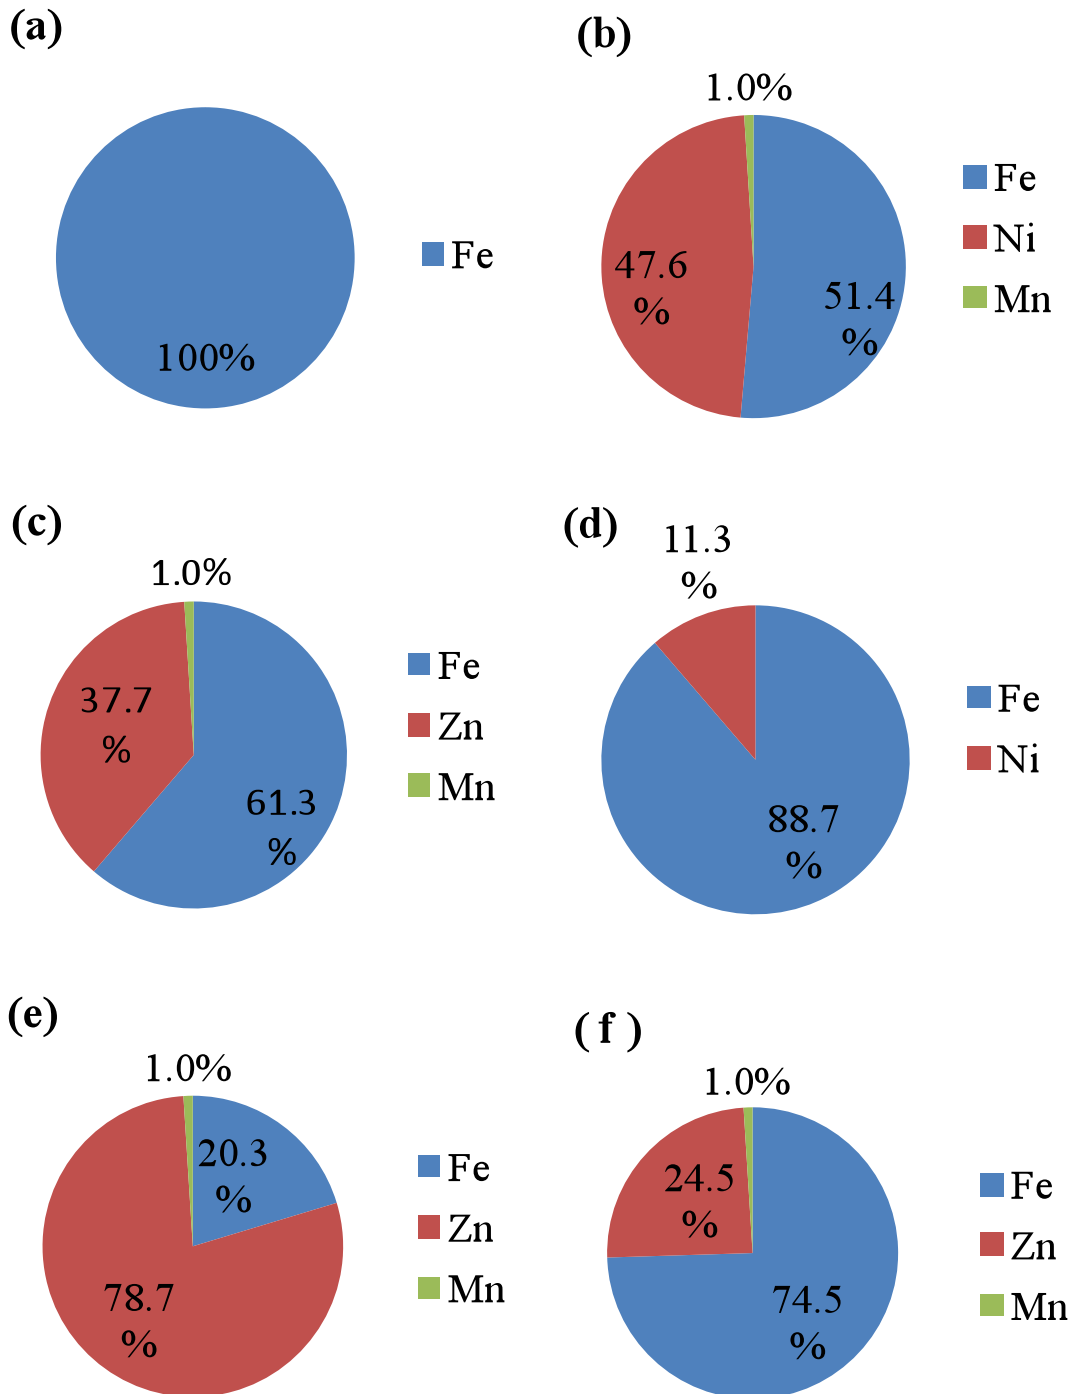 (a)
100%
Fe
(b)
1.0%
47.6
%
51.4
%
Fe
Ni
Mn
(c)
1.0%
37.7
%
61.3
%
Fe
Zn
Mn
(d)
11.3
%
88.7
%
Fe
Ni
(e)
1.0%
20.3
%
78.7
%
Fe
Zn
Mn
( f )
1.0%
24.5
%
74.5
%
Fe
Zn
Mn